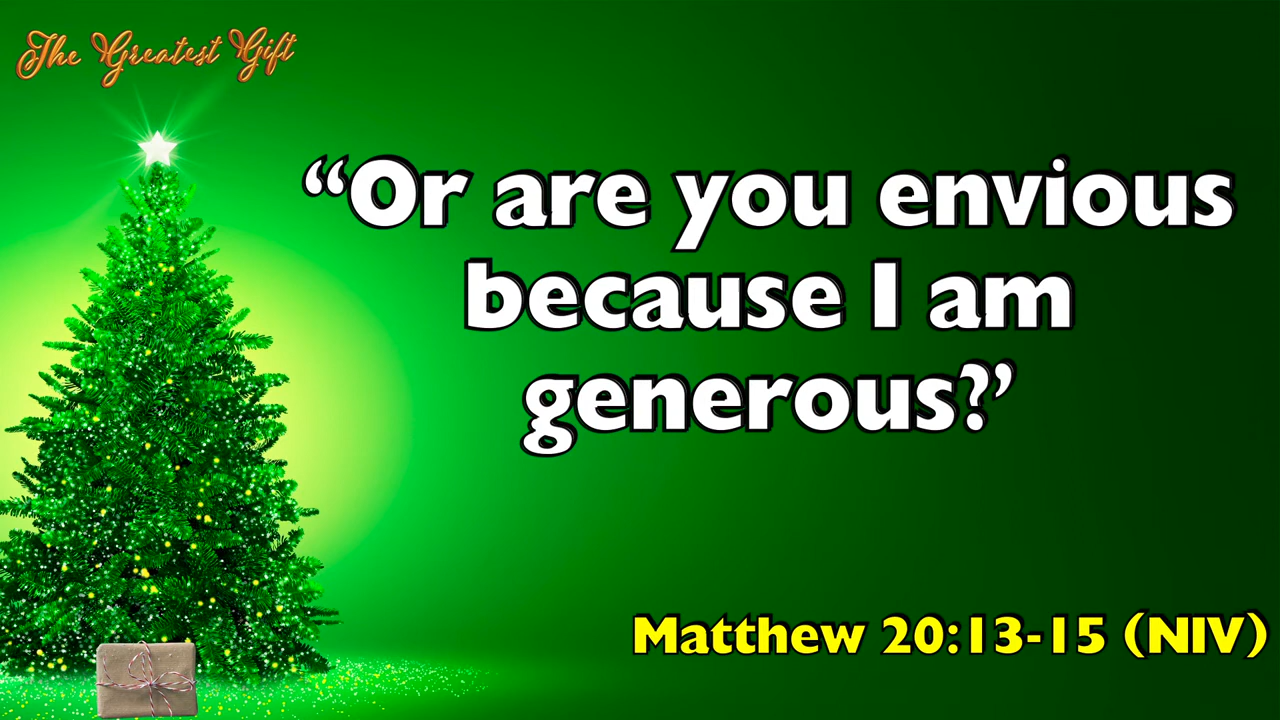 The Greatest Gift
“Or are you envious
because I am
generous?’
Matthew 20:13-15 (NIV)